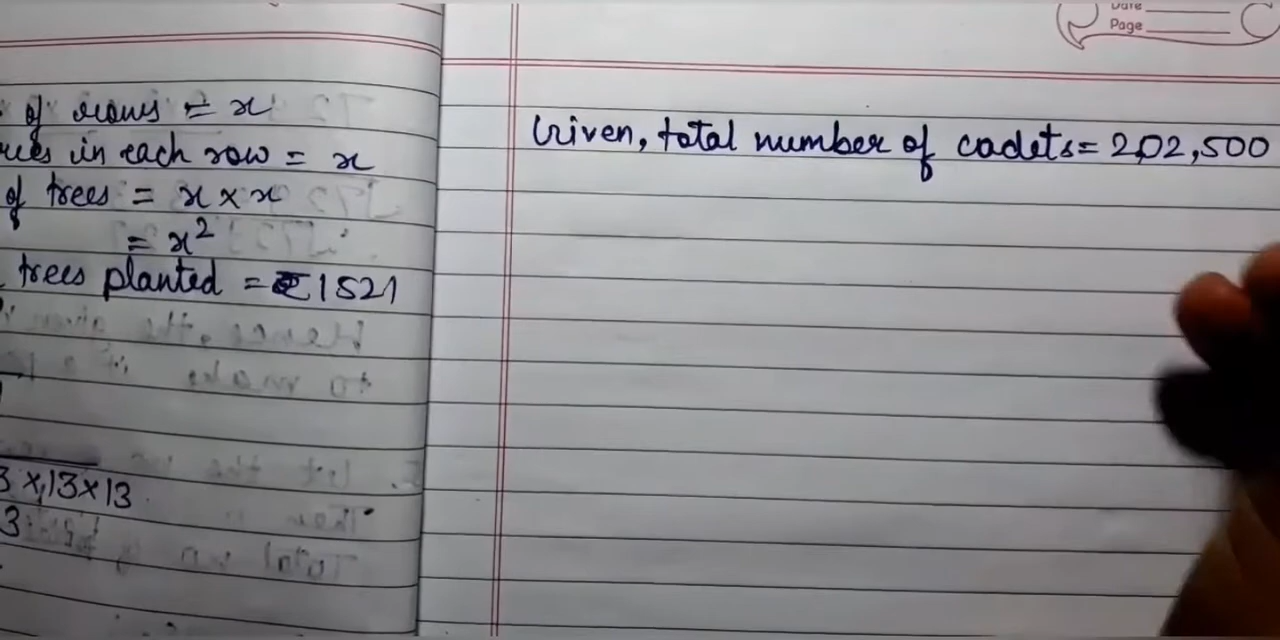 of rows = x
in each row = x
of trees = x × x
= x²
trees planted = 1521
3 × 13 × 13
3
Date
Page
Given, total number of cadets = 202,500